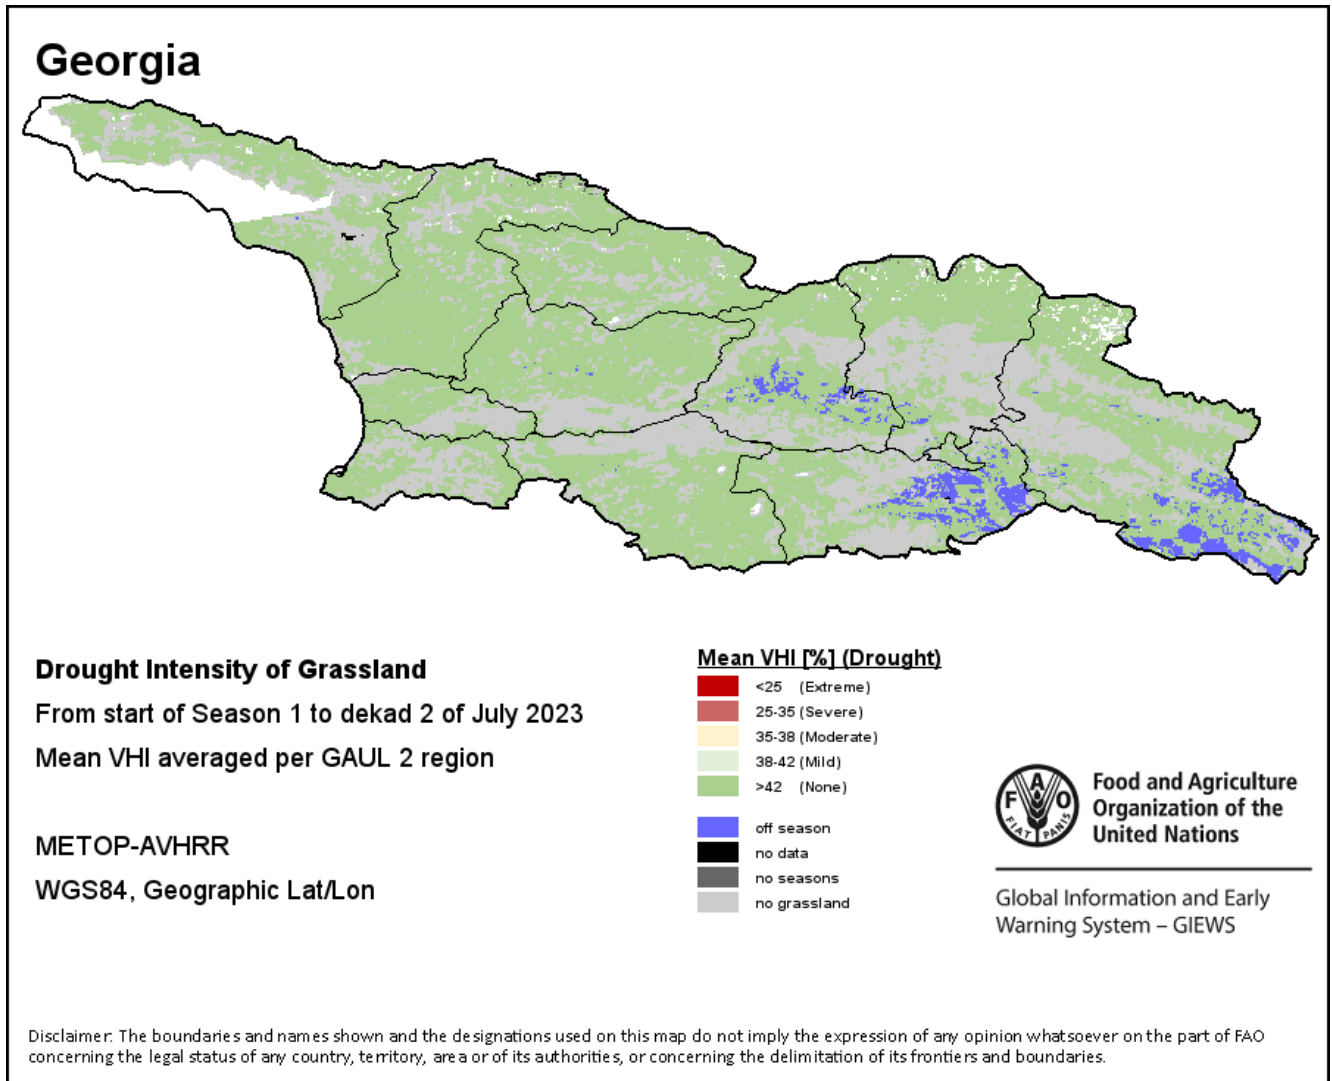 Georgia
Drought Intensity of Grassland
From start of Season 1 to dekad 2 of July 2023
Mean VHI averaged per GAUL 2 region
METOP-AVHRR
WGS84, Geographic Lat/Lon
Mean VHI [%] (Drought)
<25 (Extreme)
25-35 (Severe)
35-38 (Moderate)
38-42 (Mild)
>42 (None)
off season
no data
no seasons
no grassland
F A O
FIAT PANIS
Food and Agriculture
Organization of the
United Nations
Global Information and Early
Warning System – GIEWS
Disclaimer: The boundaries and names shown and the designations used on this map do not imply the expression of any opinion whatsoever on the part of FAO
concerning the legal status of any country, territory, area or of its authorities, or concerning the delimitation of its frontiers and boundaries.